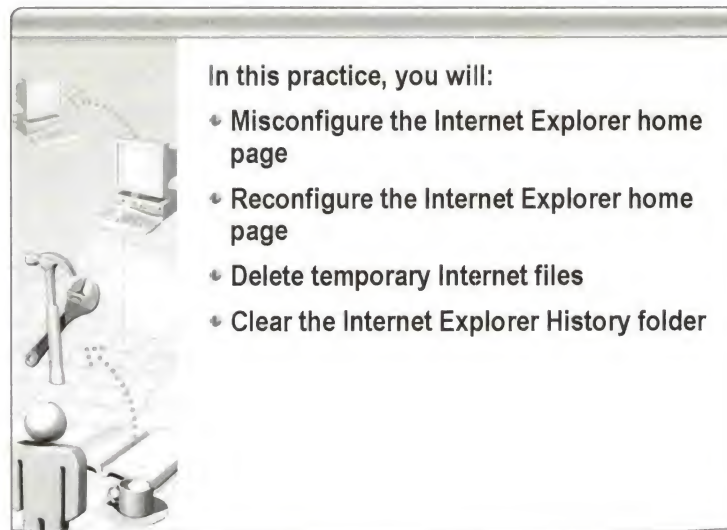 In this practice, you will:
Misconfigure the Internet Explorer home
page
Reconfigure the Internet Explorer home
page
Delete temporary Internet files
Clear the Internet Explorer History folder